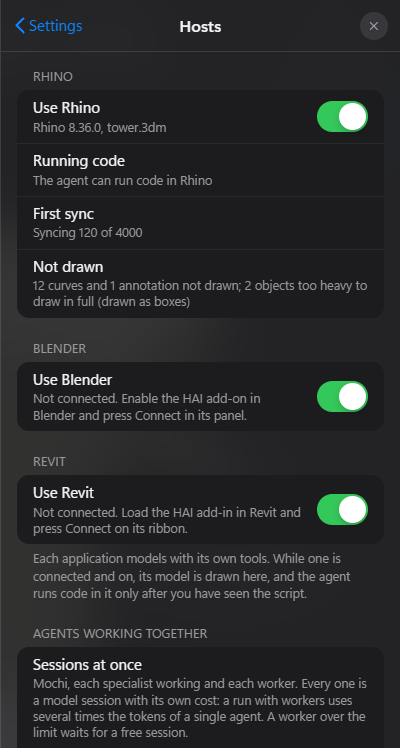 Settings
Hosts
RHINO
Use Rhino
Rhino 8.36.0, tower.3dm
Running code
The agent can run code in Rhino
First sync
Syncing 120 of 4000
Not drawn
12 curves and 1 annotation not drawn; 2 objects too heavy to
draw in full (drawn as boxes)
BLENDER
Use Blender
Not connected. Enable the HAI add-on in
Blender and press Connect in its panel.
REVIT
Use Revit
Not connected. Load the HAI add-in in Revit and
press Connect on its ribbon.
Each application models with its own tools. While one is
connected and on, its model is drawn here, and the agent
runs code in it only after you have seen the script.
AGENTS WORKING TOGETHER
Sessions at once
Mochi, each specialist working and each worker. Every one is
a model session with its own cost: a run with workers uses
several times the tokens of a single agent. A worker over the
limit waits for a free session.